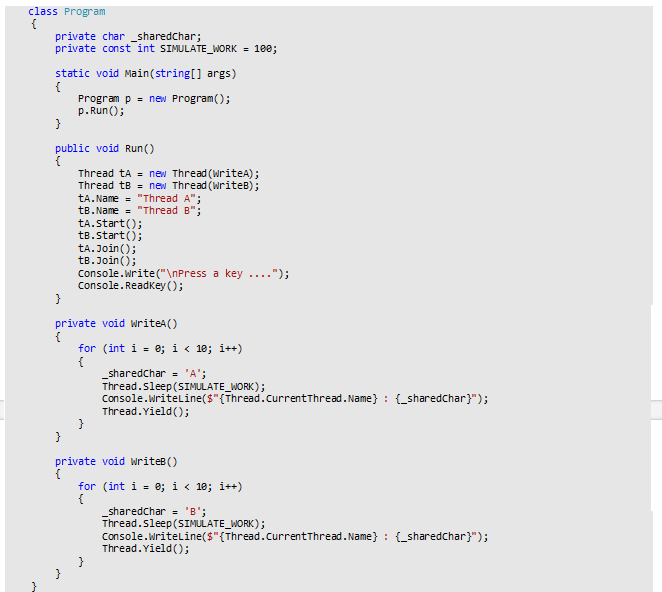 class Program
{
    private char _sharedChar;
    private const int SIMULATE_WORK = 100;

    static void Main(string[] args)
    {
        Program p = new Program();
        p.Run();
    }

    public void Run()
    {
        Thread tA = new Thread(WriteA);
        Thread tB = new Thread(WriteB);
        tA.Name = "Thread A";
        tB.Name = "Thread B";
        tA.Start();
        tB.Start();
        tA.Join();
        tB.Join();
        Console.Write("\nPress a key ....");
        Console.ReadKey();
    }

    private void WriteA()
    {
        for (int i = 0; i < 10; i++)
        {
            _sharedChar = 'A';
            Thread.Sleep(SIMULATE_WORK);
            Console.WriteLine($"{Thread.CurrentThread.Name} : {_sharedChar}");
            Thread.Yield();
        }
    }

    private void WriteB()
    {
        for (int i = 0; i < 10; i++)
        {
            _sharedChar = 'B';
            Thread.Sleep(SIMULATE_WORK);
            Console.WriteLine($"{Thread.CurrentThread.Name} : {_sharedChar}");
            Thread.Yield();
        }
    }
}